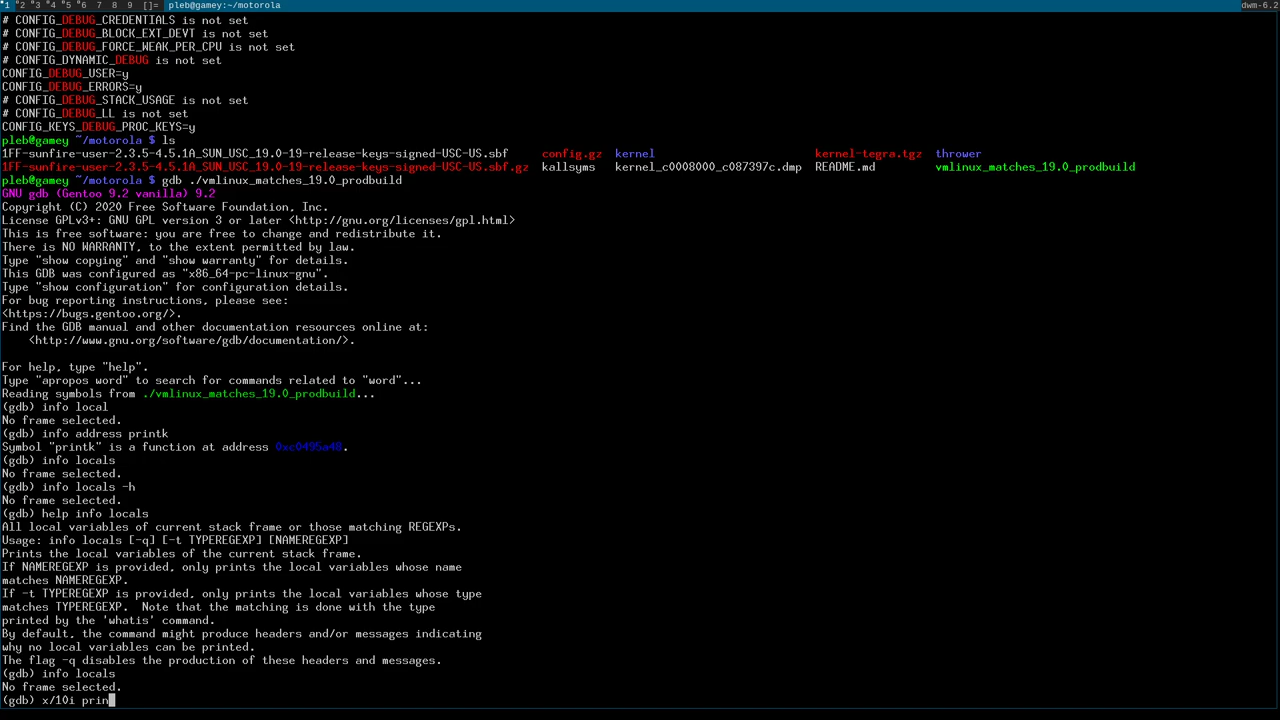 1 2 3 4 5 6 7 8 9 []= pleb@gamey:~/motorola dwm-6.2
# CONFIG_DEBUG_CREDENTIALS is not set
# CONFIG_DEBUG_BLOCK_EXT_DEVT is not set
# CONFIG_DEBUG_FORCE_WEAK_PER_CPU is not set
# CONFIG_DYNAMIC_DEBUG is not set
CONFIG_DEBUG_USER=y
CONFIG_DEBUG_ERRORS=y
# CONFIG_DEBUG_STACK_USAGE is not set
# CONFIG_DEBUG_LL is not set
CONFIG_KEYS_DEBUG_PROC_KEYS=y
pleb@gamey ~/motorola $ ls
1FF-sunfire-user-2.3.5-4.5.1A_SUN_USC_19.0-19-release-keys-signed-USC-US.sbf config.gz kernel kernel-tegra.tgz thrower
1FF-sunfire-user-2.3.5-4.5.1A_SUN_USC_19.0-19-release-keys-signed-USC-US.sbf.gz kallsyms kernel_c0008000_c087397c.dmp README.md vmlinux_matches_19.0_prodbuild
pleb@gamey ~/motorola $ gdb ./vmlinux_matches_19.0_prodbuild
GNU gdb (Gentoo 9.2 vanilla) 9.2
Copyright (C) 2020 Free Software Foundation, Inc.
License GPLv3+: GNU GPL version 3 or later <http://gnu.org/licenses/gpl.html>
This is free software: you are free to change and redistribute it.
There is NO WARRANTY, to the extent permitted by law.
Type "show copying" and "show warranty" for details.
This GDB was configured as "x86_64-pc-linux-gnu".
Type "show configuration" for configuration details.
For bug reporting instructions, please see:
<https://bugs.gentoo.org/>.
Find the GDB manual and other documentation resources online at:
<http://www.gnu.org/software/gdb/documentation/>.
For help, type "help".
Type "apropos word" to search for commands related to "word"...
Reading symbols from ./vmlinux_matches_19.0_prodbuild...
(gdb) info local
No frame selected.
(gdb) info address printk
Symbol "printk" is a function at address 0xc0495a48.
(gdb) info locals
No frame selected.
(gdb) info locals -h
No frame selected.
(gdb) help info locals
All local variables of current stack frame or those matching REGEXPs.
Usage: info locals [-q] [-t TYPEREGEXP] [NAMEREGEXP]
Prints the local variables of the current stack frame.
If NAMEREGEXP is provided, only prints the local variables whose name
matches NAMEREGEXP.
If -t TYPEREGEXP is provided, only prints the local variables whose type
matches TYPEREGEXP.  Note that the matching is done with the type
printed by the 'whatis' command.
By default, the command might produce headers and/or messages indicating
why no local variables can be printed.
The flag -q disables the production of these headers and messages.
(gdb) info locals
No frame selected.
(gdb) x/10i prin